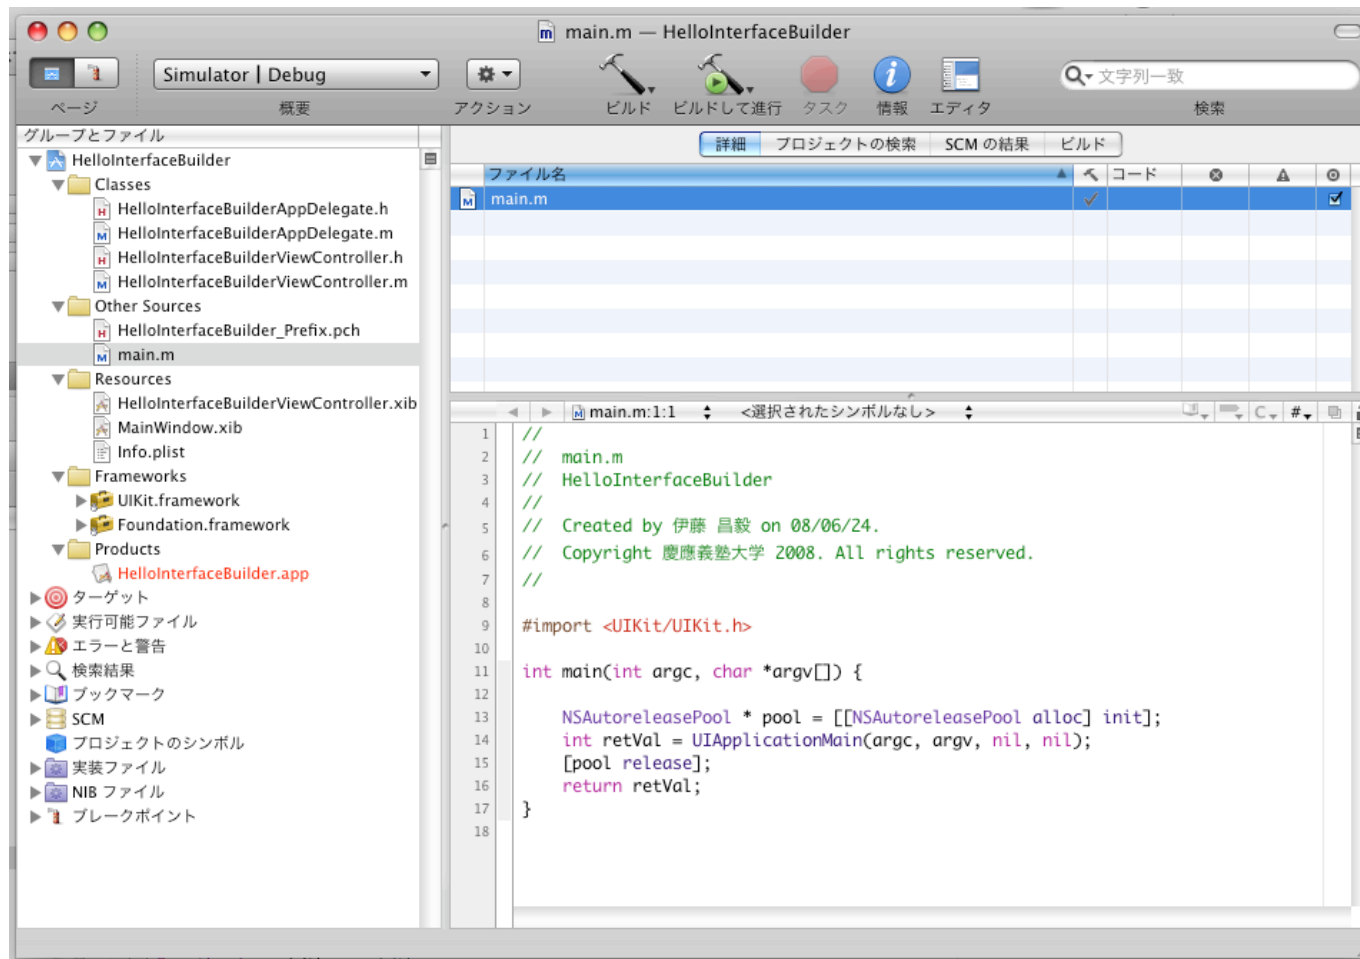 main.m — HelloInterfaceBuilder
Simulator | Debug
文字列一致
ページ
概要
アクション
ビルド
ビルドして進行
タスク
情報
エディタ
検索
グループとファイル
HelloInterfaceBuilder
Classes
HelloInterfaceBuilderAppDelegate.h
HelloInterfaceBuilderAppDelegate.m
HelloInterfaceBuilderViewController.h
HelloInterfaceBuilderViewController.m
Other Sources
HelloInterfaceBuilder_Prefix.pch
main.m
Resources
HelloInterfaceBuilderViewController.xib
MainWindow.xib
Info.plist
Frameworks
UIKit.framework
Foundation.framework
Products
HelloInterfaceBuilder.app
ターゲット
実行可能ファイル
エラーと警告
検索結果
ブックマーク
SCM
プロジェクトのシンボル
実装ファイル
NIB ファイル
ブレークポイント
詳細 プロジェクトの検索 SCM の結果 ビルド
ファイル名 コード
main.m
main.m:1:1 <選択されたシンボルなし> C #
1 //
2 // main.m
3 // HelloInterfaceBuilder
4 //
5 // Created by 伊藤 昌毅 on 08/06/24.
6 // Copyright 慶應義塾大学 2008. All rights reserved.
7 //
8
9 #import <UIKit/UIKit.h>
10
11 int main(int argc, char *argv[]) {
12
13 NSAutoreleasePool * pool = [[NSAutoreleasePool alloc] init];
14 int retVal = UIApplicationMain(argc, argv, nil, nil);
15 [pool release];
16 return retVal;
17 }
18